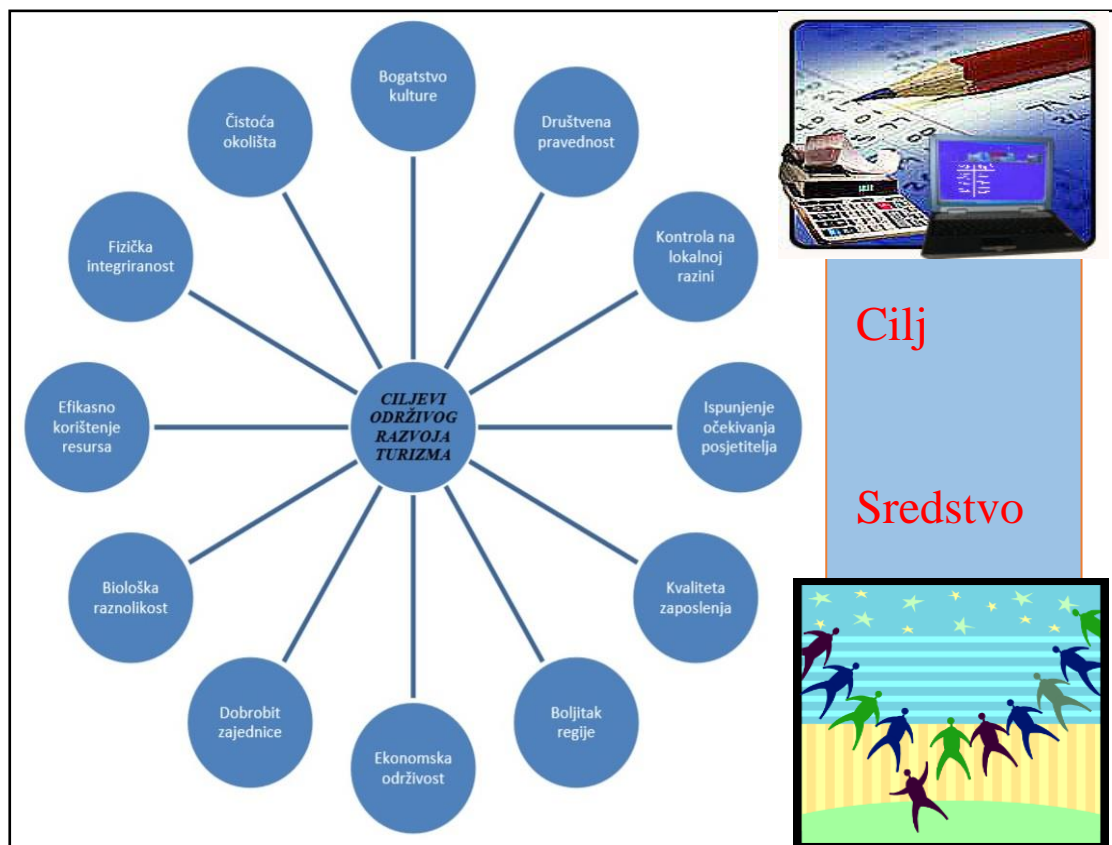 Bogatstvo
kulture
Društvena
pravednost
Kontrola na
lokalnoj
razini
Ispunjenje
očekivanja
posjetitelja
Kvaliteta
zaposlenja
Boljitak
regije
Ekonomska
održivost
Dobrobit
zajednice
Biološka
raznolikost
Efikasno
korištenje
resursa
Fizička
integriranost
Čistoća
okolišta
CILJEVI
ODRŽIVOG
RAZVOJA
TURIZMA
Cilj
Sredstvo